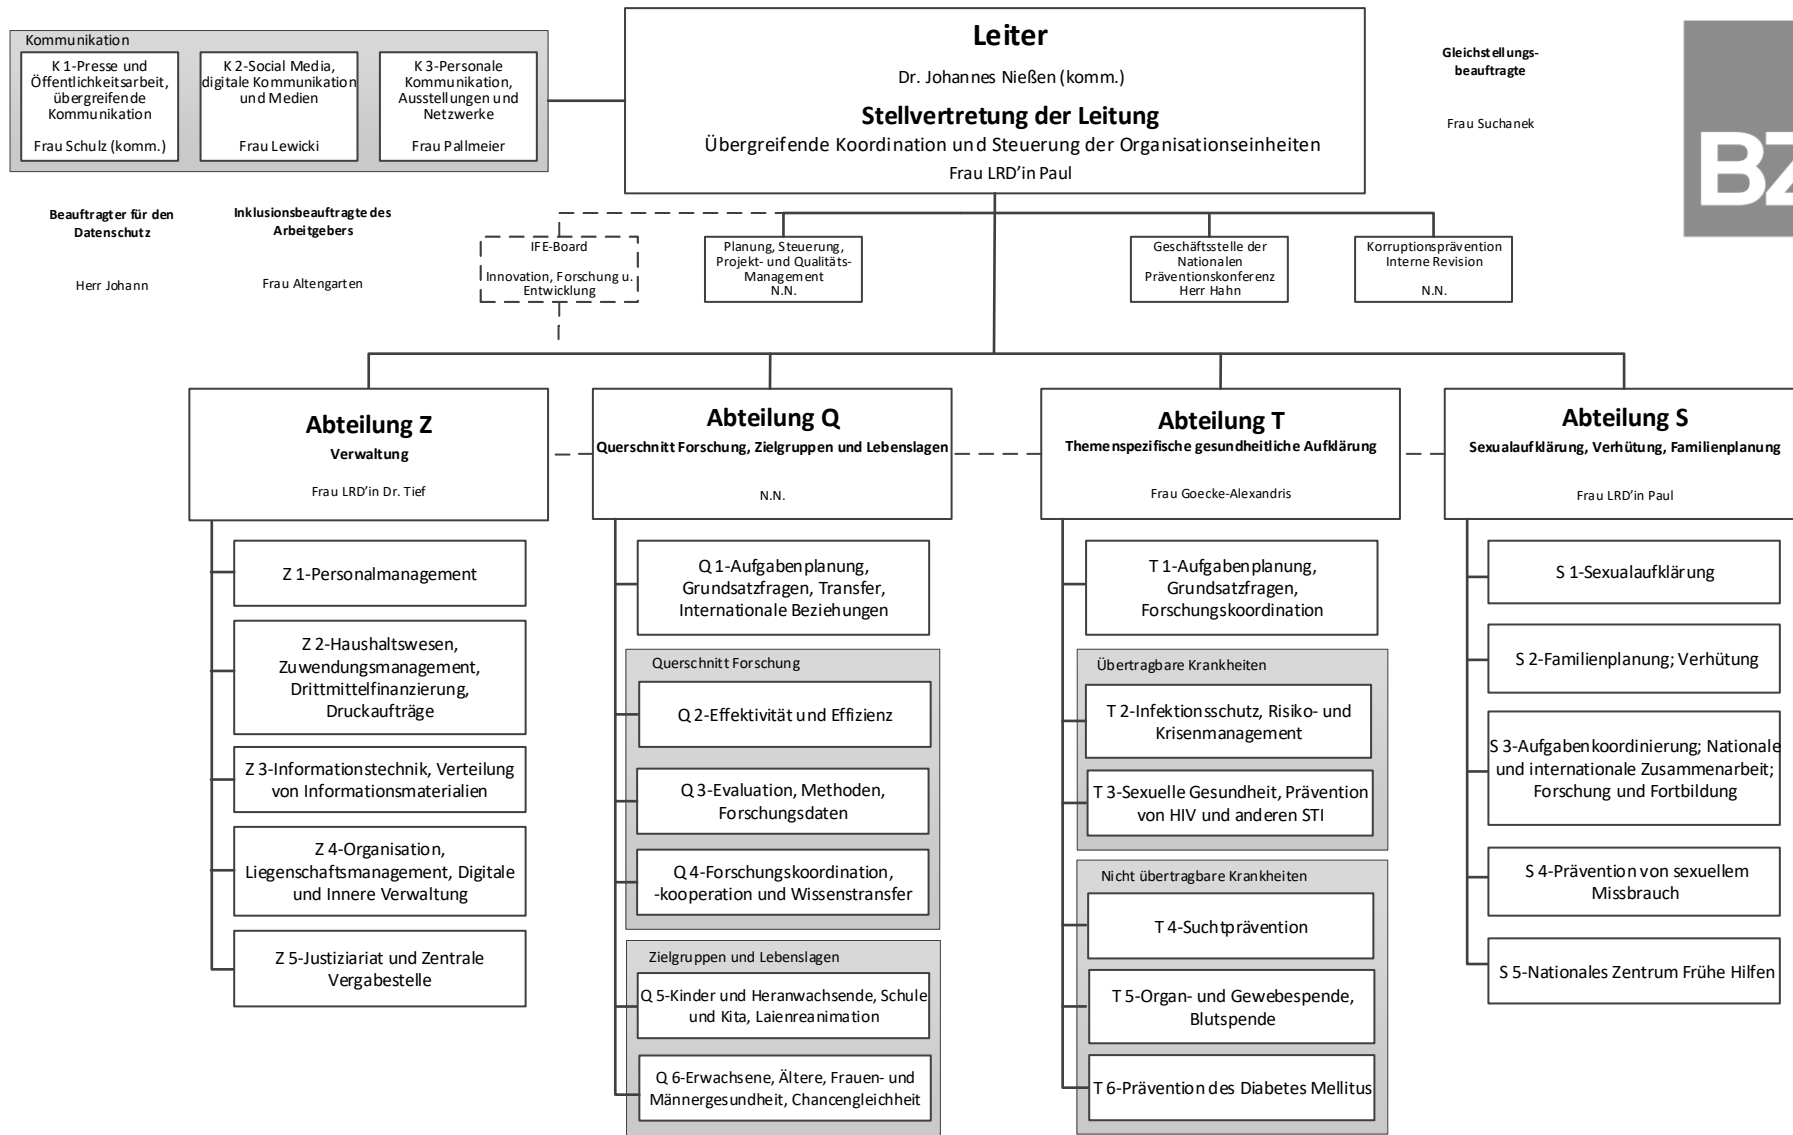 Kommunikation
K 1-Presse und
Öffentlichkeitsarbeit,
übergreifende
Kommunikation
Frau Schulz (komm.)
K 2-Social Media,
digitale Kommunikation
und Medien
Frau Lewicki
K 3-Personale
Kommunikation,
Ausstellungen und
Netzwerke
Frau Pallmeier
Leiter
Dr. Johannes Nießen (komm.)
Stellvertretung der Leitung
Übergreifende Koordination und Steuerung der Organisationseinheiten
Frau LRD'in Paul
Gleichstellungs-
beauftragte
Frau Suchanek
BZ
Beauftragter für den
Datenschutz
Herr Johann
Inklusionsbeauftragte des
Arbeitgebers
Frau Altengarten
IFE-Board
Innovation, Forschung u.
Entwicklung
Planung, Steuerung,
Projekt- und Qualitäts-
Management
N.N.
Geschäftsstelle der
Nationalen
Präventionskonferenz
Herr Hahn
Korruptionsprävention
Interne Revision
N.N.
Abteilung Z
Verwaltung
Frau LRD'in Dr. Tief
Z 1-Personalmanagement
Z 2-Haushaltswesen,
Zuwendungsmanagement,
Drittmittelfinanzierung,
Druckaufträge
Z 3-Informationstechnik, Verteilung
von Informationsmaterialien
Z 4-Organisation,
Liegenschaftsmanagement, Digitale
und Innere Verwaltung
Z 5-Justiziariat und Zentrale
Vergabestelle
Abteilung Q
Querschnitt Forschung, Zielgruppen und Lebenslagen
N.N.
Q 1-Aufgabenplanung,
Grundsatzfragen, Transfer,
Internationale Beziehungen
Querschnitt Forschung
Q 2-Effektivität und Effizienz
Q 3-Evaluation, Methoden,
Forschungsdaten
Q 4-Forschungskoordination,
-kooperation und Wissenstransfer
Zielgruppen und Lebenslagen
Q 5-Kinder und Heranwachsende, Schule
und Kita, Laienreanimation
Q 6-Erwachsene, Ältere, Frauen- und
Männergesundheit, Chancengleichheit
Abteilung T
Themenspezifische gesundheitliche Aufklärung
Frau Goecke-Alexandris
T 1-Aufgabenplanung,
Grundsatzfragen,
Forschungskoordination
Übertragbare Krankheiten
T 2-Infektionsschutz, Risiko- und
Krisenmanagement
T 3-Sexuelle Gesundheit, Prävention
von HIV und anderen STI
Nicht übertragbare Krankheiten
T 4-Suchtprävention
T 5-Organ- und Gewebespende,
Blutspende
T 6-Prävention des Diabetes Mellitus
Abteilung S
Sexualaufklärung, Verhütung, Familienplanung
Frau LRD'in Paul
S 1-Sexualaufklärung
S 2-Familienplanung; Verhütung
S 3-Aufgabenkoordinierung; Nationale
und internationale Zusammenarbeit;
Forschung und Fortbildung
S 4-Prävention von sexuellem
Missbrauch
S 5-Nationales Zentrum Frühe Hilfen